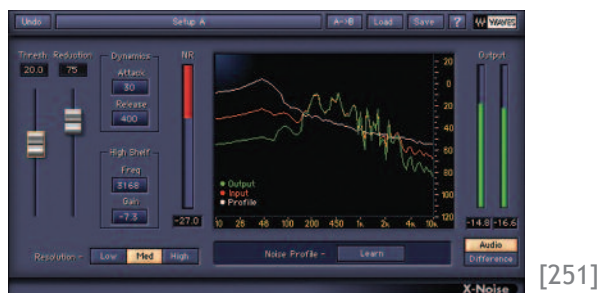 Undo Setup A A->B Load Save ? W WAVES
Thresh Reduction Dynamics NR Output
20.0 75 Attack
30
Release
400
High Shelf
Freq
3168
Gain
-7.3
-27.0
20
0
20
40
60
80
100
120
Output
Input
Profile
10 25 46 100 200 450 1k 2k 4k 10k
-14.8 -16.6
Resolution - Low Med High Noise Profile - Learn Audio
Difference
X-Noise
[251]